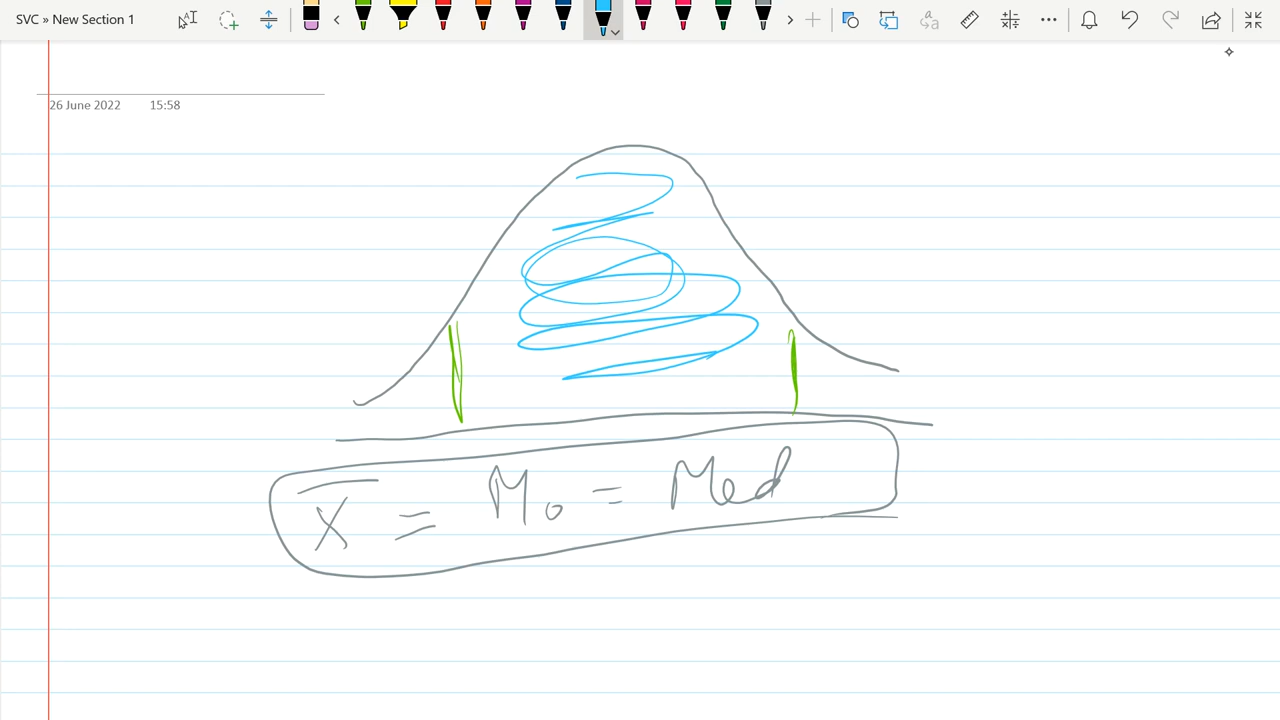 SVC » New Section 1
26 June 2022 15:58
X̅ = Mo = Med